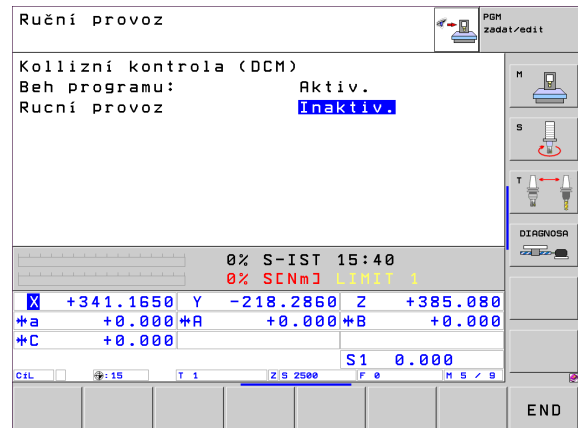 Ruční provoz
PGM
zadat/edit
Kollizní kontrola (DCM)
Beh programu: Aktiv.
Rucní provoz Inaktiv.
M
S
T
DIAGNOSA
0% S-IST 15:40
0% S[Nm] LIMIT 1
X +341.1650 Y -218.2860 Z +385.080
a +0.000 A +0.000 B +0.000
C +0.000
S1 0.000
CíL : 15 T 1 Z S 2500 F 0 M 5 / 9
END